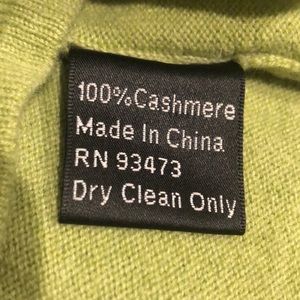 100%Cashmere
Made In China
RN 93473
Dry Clean Only